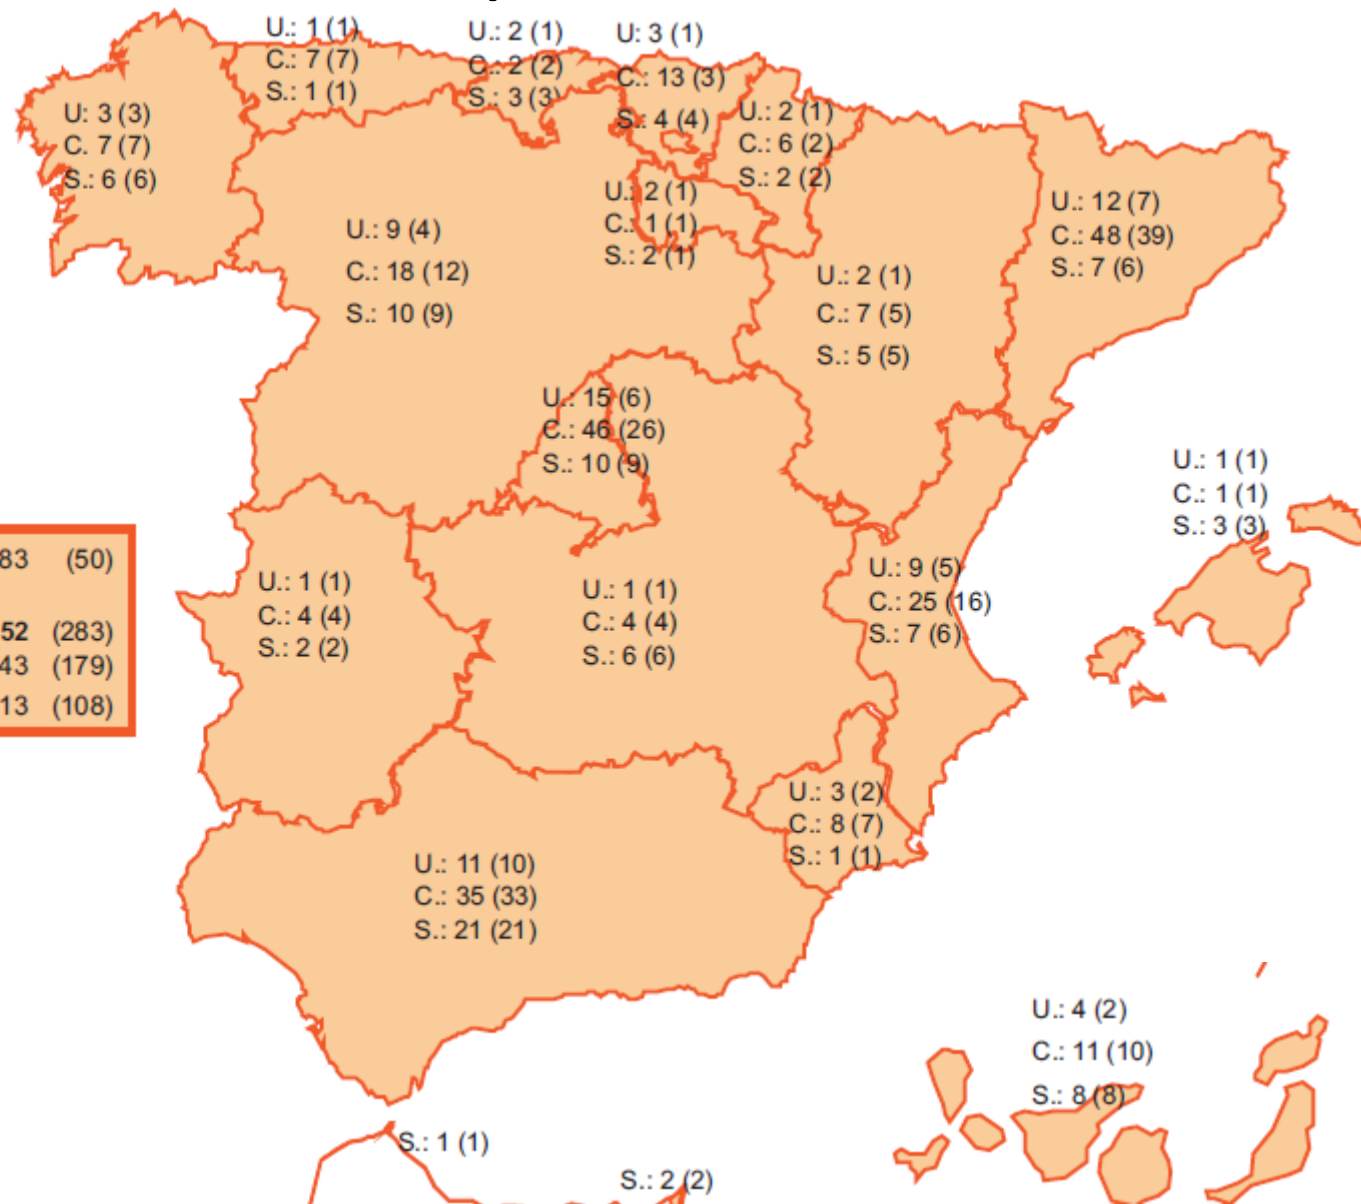 U.: 1 (1)
C.: 7 (7)
S.: 1 (1)
U.: 2 (1)
C.: 2 (2)
S.: 3 (3)
U: 3 (1)
C.: 13 (3)
S.: 4 (4)
U: 3 (3)
C. 7 (7)
S.: 6 (6)
U.: 2 (1)
C.: 6 (2)
S.: 2 (2)
U.: 2 (1)
C.: 1 (1)
S.: 2 (1)
U.: 12 (7)
C.: 48 (39)
S.: 7 (6)
U.: 9 (4)
C.: 18 (12)
S.: 10 (9)
U.: 2 (1)
C.: 7 (5)
S.: 5 (5)
U.: 15 (6)
C.: 46 (26)
S.: 10 (9)
U.: 1 (1)
C.: 1 (1)
S.: 3 (3)
83 (50)
52 (283)
43 (179)
13 (108)
U.: 1 (1)
C.: 4 (4)
S.: 2 (2)
U.: 1 (1)
C.: 4 (4)
S.: 6 (6)
U.: 9 (5)
C.: 25 (16)
S.: 7 (6)
U.: 3 (2)
C.: 8 (7)
S.: 1 (1)
U.: 11 (10)
C.: 35 (33)
S.: 21 (21)
U.: 4 (2)
C.: 11 (10)
S.: 8 (8)
S.: 1 (1)
S.: 2 (2)